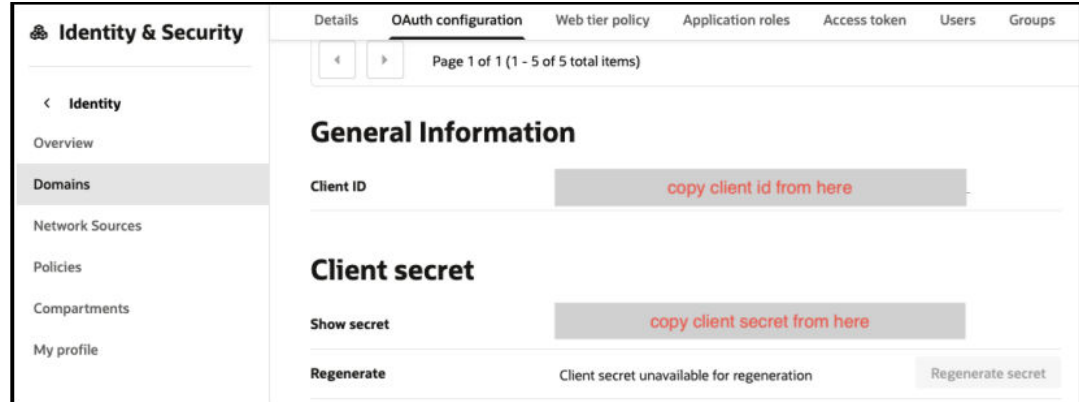 Identity & Security
Identity
Overview
Domains
Network Sources
Policies
Compartments
My profile
Details OAuth configuration Web tier policy Application roles Access token Users Groups
Page 1 of 1 (1 - 5 of 5 total items)
General Information
Client ID copy client id from here
Client secret
Show secret copy client secret from here
Regenerate Client secret unavailable for regeneration Regenerate secret